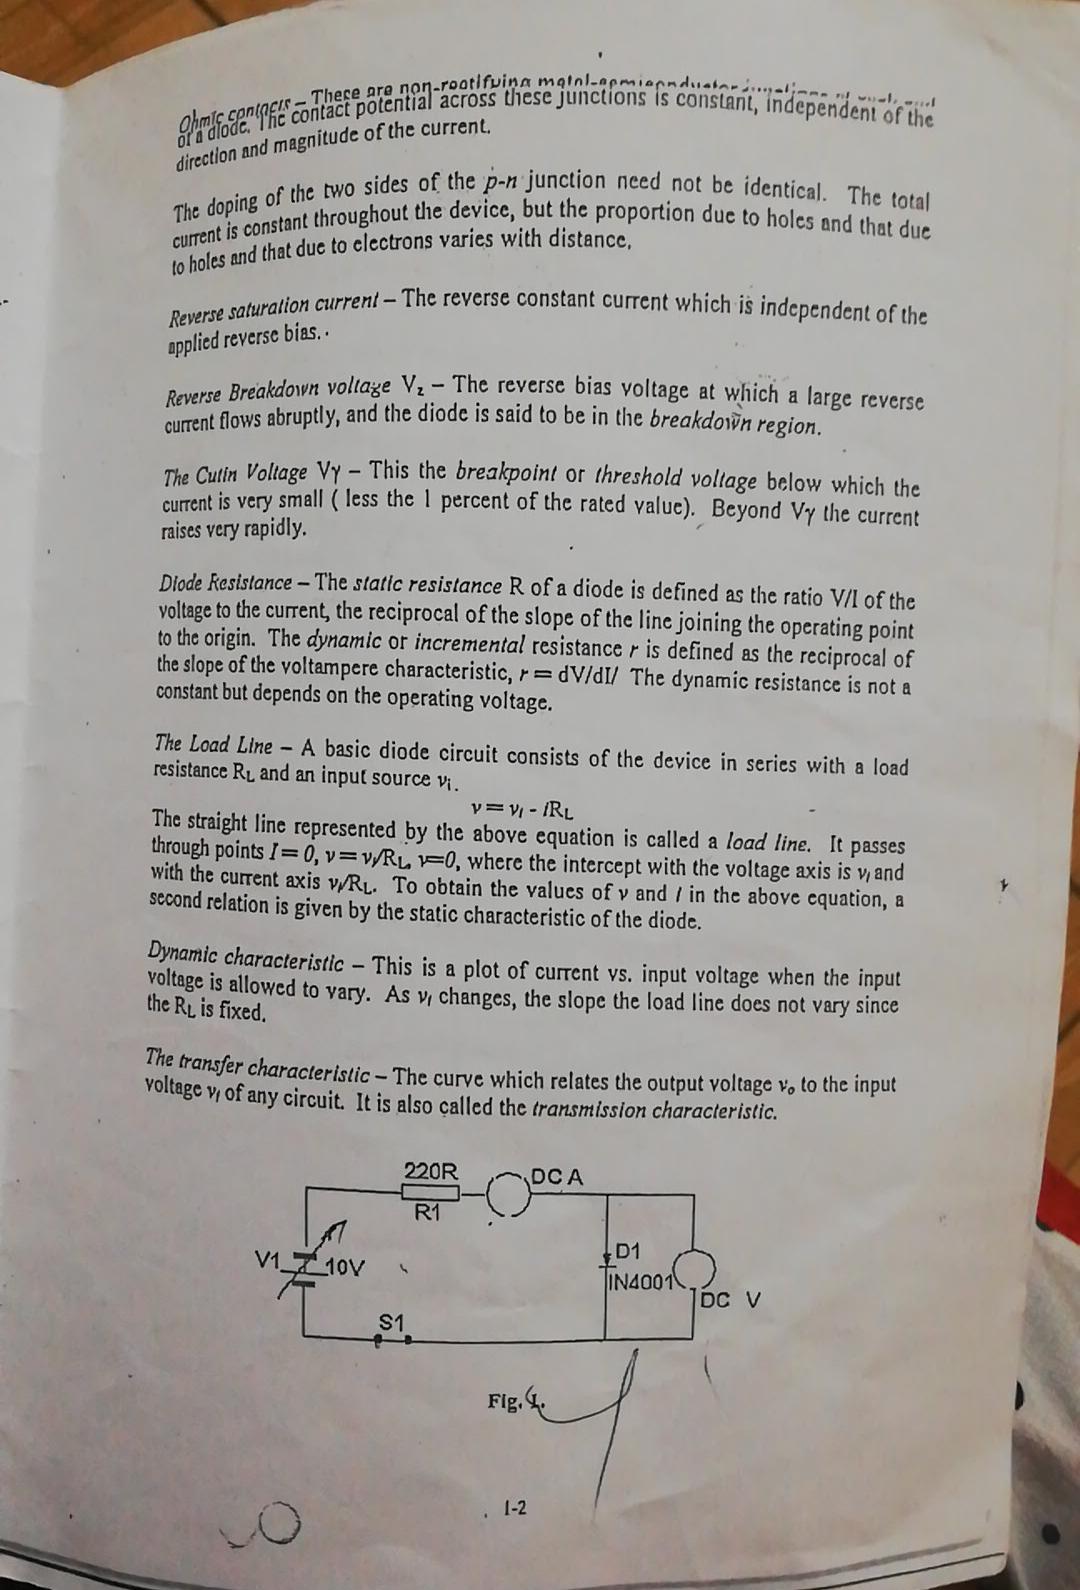 Ohmic contacts – These are non-rectifying metal-semiconductor
of a diode. The contact potential across these junctions is constant, independent of the
direction and magnitude of the current.
The doping of the two sides of the p-n junction need not be identical. The total
current is constant throughout the device, but the proportion due to holes and that due
to holes and that due to electrons varies with distance,
Reverse saturation current – The reverse constant current which is independent of the
applied reverse bias. .
Reverse Breakdown voltage Vz – The reverse bias voltage at which a large reverse
current flows abruptly, and the diode is said to be in the breakdown region.
The Cutin Voltage Vγ – This the breakpoint or threshold voltage below which the
current is very small ( less the 1 percent of the rated value). Beyond Vγ the current
raises very rapidly.
Diode Resistance – The static resistance R of a diode is defined as the ratio V/I of the
voltage to the current, the reciprocal of the slope of the line joining the operating point
to the origin. The dynamic or incremental resistance r is defined as the reciprocal of
the slope of the voltampere characteristic, r = dV/dI/ The dynamic resistance is not a
constant but depends on the operating voltage.
The Load Line – A basic diode circuit consists of the device in series with a load
resistance RL and an input source vi.
v = vi - iRL
The straight line represented by the above equation is called a load line. It passes
through points I = 0, v = vi/RL, v=0, where the intercept with the voltage axis is vi and
with the current axis vi/RL. To obtain the values of v and I in the above equation, a
second relation is given by the static characteristic of the diode.
Dynamic characteristic – This is a plot of current vs. input voltage when the input
voltage is allowed to vary. As vi changes, the slope the load line does not vary since
the RL is fixed.
The transfer characteristic – The curve which relates the output voltage vo to the input
voltage vi of any circuit. It is also called the transmission characteristic.
220R
DC A
R1
V1
10V
D1
IN4001
DC V
S1
Fig. 1.
I-2